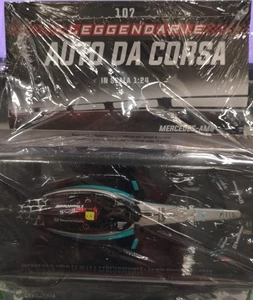 107
LEGGENDARIE
AUTO DA CORSA
IN SCALA 1:24
MERCEDES-AMG